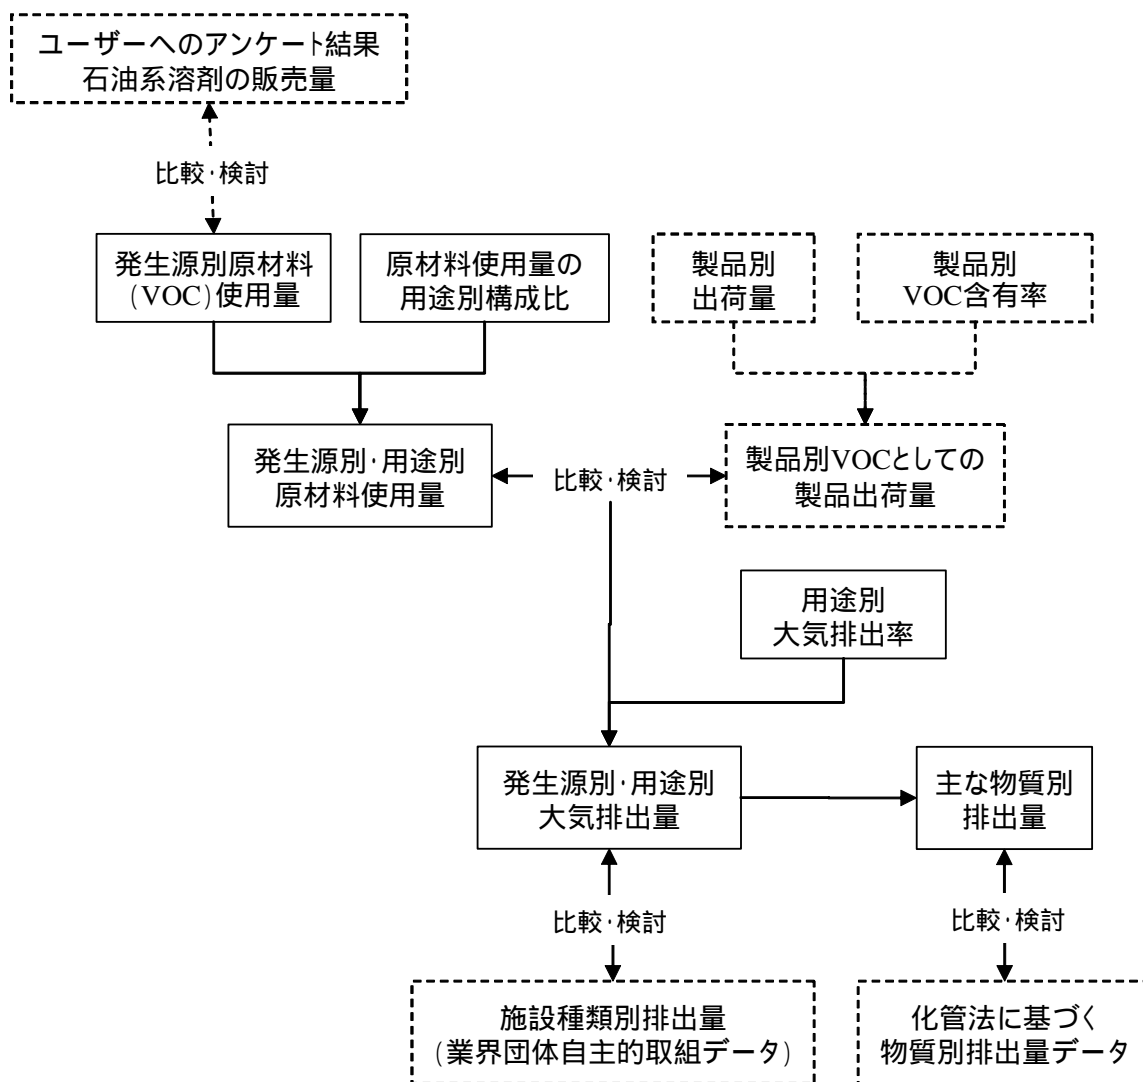 ユーザーへのアンケート結果
石油系溶剤の販売量
比較・検討
発生源別原材料
(VOC)使用量
原材料使用量の
用途別構成比
製品別
出荷量
製品別
VOC含有率
発生源別・用途別
原材料使用量
比較・検討
製品別VOCとしての
製品出荷量
用途別
大気排出率
発生源別・用途別
大気排出量
主な物質別
排出量
比較・検討
比較・検討
施設種類別排出量
(業界団体自主的取組データ)
化管法に基づく
物質別排出量データ